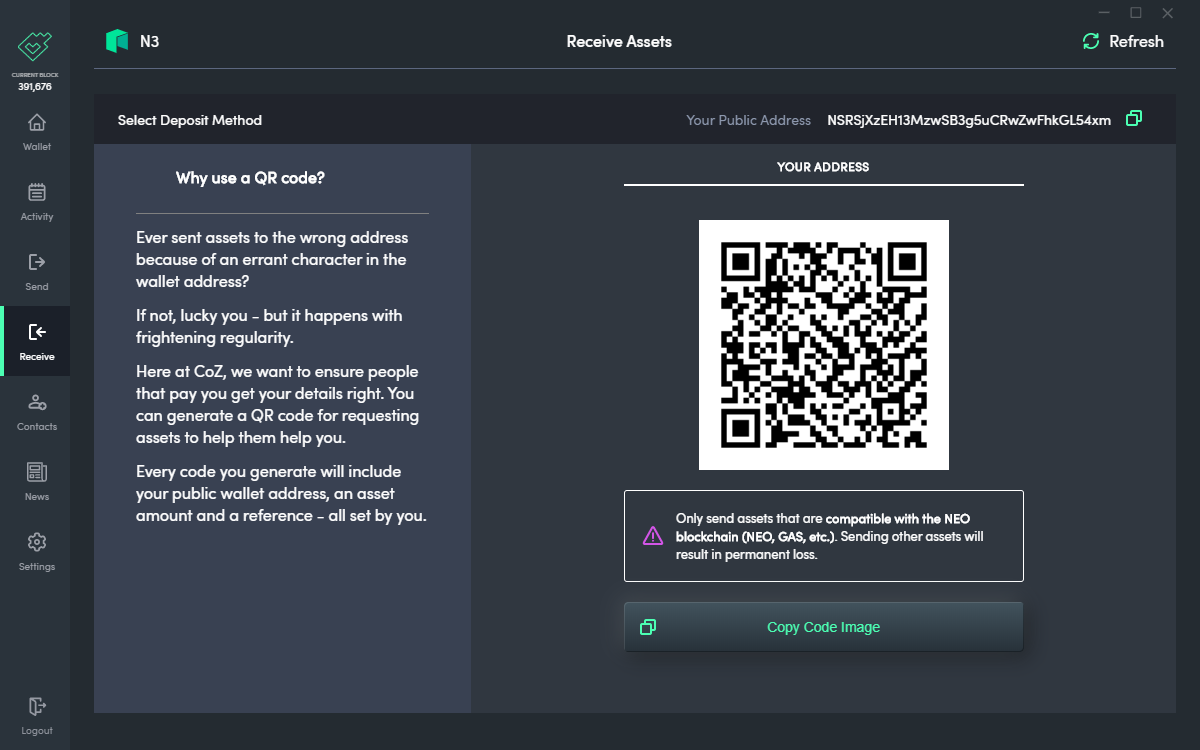 N3
Receive Assets
Refresh
CURRENT BLOCK
391,676
Wallet
Activity
Send
Receive
Contacts
News
Settings
Logout
Select Deposit Method
Your Public Address NSRSjXzEH13MzwSB3g5uCRwZwFhkGL54xm
Why use a QR code?
Ever sent assets to the wrong address
because of an errant character in the
wallet address?
If not, lucky you - but it happens with
frightening regularity.
Here at CoZ, we want to ensure people
that pay you get your details right. You
can generate a QR code for requesting
assets to help them help you.
Every code you generate will include
your public wallet address, an asset
amount and a reference - all set by you.
YOUR ADDRESS
Only send assets that are compatible with the NEO
blockchain (NEO, GAS, etc.). Sending other assets will
result in permanent loss.
Copy Code Image